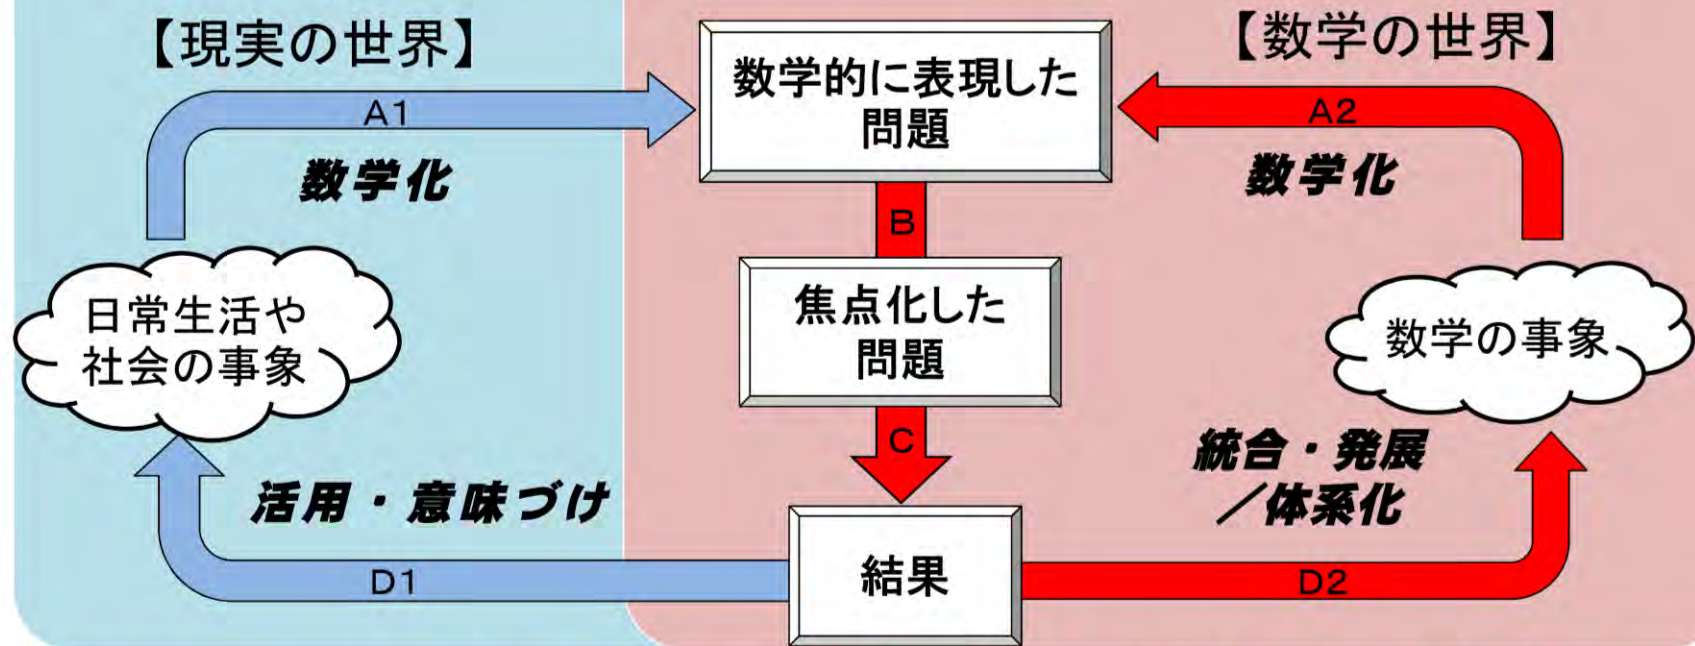 【現実の世界】
【数学の世界】
数学的に表現した
問題
A1
A2
数学化
数学化
B
日常生活や
社会の事象
焦点化した
問題
数学の事象
C
活用・意味づけ
統合・発展
／体系化
結果
D1
D2